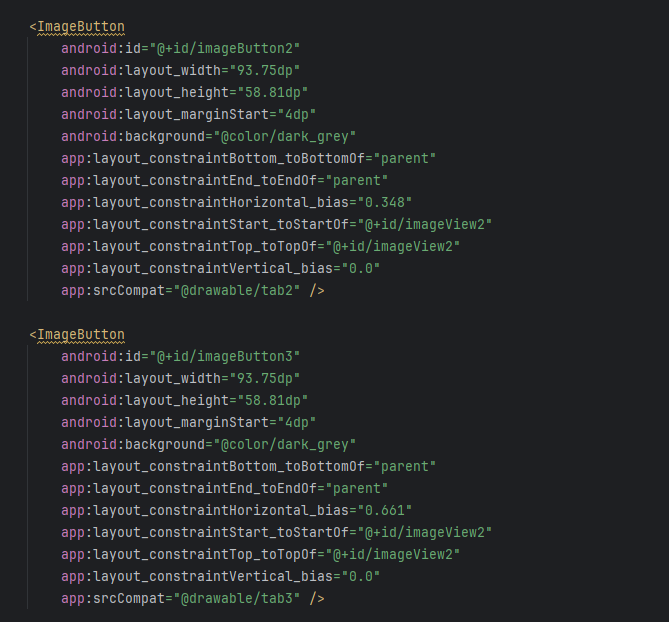 <ImageButton
android:id="@+id/imageButton2"
android:layout_width="93.75dp"
android:layout_height="58.81dp"
android:layout_marginStart="4dp"
android:background="@color/dark_grey"
app:layout_constraintBottom_toBottomOf="parent"
app:layout_constraintEnd_toEndOf="parent"
app:layout_constraintHorizontal_bias="0.348"
app:layout_constraintStart_toStartOf="@+id/imageView2"
app:layout_constraintTop_toTopOf="@+id/imageView2"
app:layout_constraintVertical_bias="0.0"
app:srcCompat="@drawable/tab2" />
<ImageButton
android:id="@+id/imageButton3"
android:layout_width="93.75dp"
android:layout_height="58.81dp"
android:layout_marginStart="4dp"
android:background="@color/dark_grey"
app:layout_constraintBottom_toBottomOf="parent"
app:layout_constraintEnd_toEndOf="parent"
app:layout_constraintHorizontal_bias="0.661"
app:layout_constraintStart_toStartOf="@+id/imageView2"
app:layout_constraintTop_toTopOf="@+id/imageView2"
app:layout_constraintVertical_bias="0.0"
app:srcCompat="@drawable/tab3" />